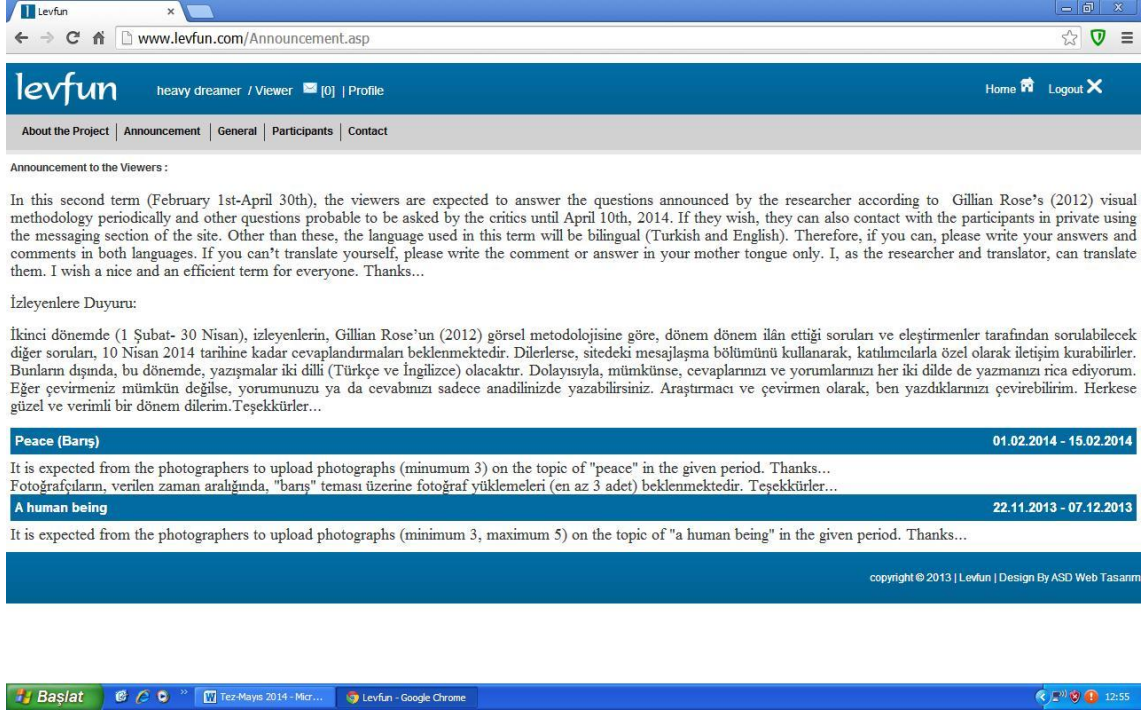 Levfun
www.levfun.com/Announcement.asp
levfun heavy dreamer / Viewer [0] | Profile Home Logout
About the Project | Announcement | General | Participants | Contact
Announcement to the Viewers :
In this second term (February 1st-April 30th), the viewers are expected to answer the questions announced by the researcher according to Gillian Rose's (2012) visual
methodology periodically and other questions probable to be asked by the critics until April 10th, 2014. If they wish, they can also contact with the participants in private using
the messaging section of the site. Other than these, the language used in this term will be bilingual (Turkish and English). Therefore, if you can, please write your answers and
comments in both languages. If you can't translate yourself, please write the comment or answer in your mother tongue only. I, as the researcher and translator, can translate
them. I wish a nice and an efficient term for everyone. Thanks...
İzleyenlere Duyuru:
İkinci dönemde (1 Şubat- 30 Nisan), izleyenlerin, Gillian Rose'un (2012) görsel metodolojisine göre, dönem dönem ilân ettiği soruları ve eleştirmenler tarafından sorulabilecek
diğer soruları, 10 Nisan 2014 tarihine kadar cevaplandırmaları beklenmektedir. Dilerlerse, sitedeki mesajlaşma bölümünü kullanarak, katılımcılarla özel olarak iletişim kurabilirler.
Bunların dışında, bu dönemde, yazışmalar iki dilli (Türkçe ve İngilizce) olacaktır. Dolayısıyla, mümkünse, cevaplarınızı ve yorumlarınızı her iki dilde de yazmanızı rica ediyorum.
Eğer çevirmeniz mümkün değilse, yorumunuzu ya da cevabınızı sadece anadilinizde yazabilirsiniz. Araştırmacı ve çevirmen olarak, ben yazdıklarınızı çevirebilirim. Herkese
güzel ve verimli bir dönem dilerim.Teşekkürler...
Peace (Barış) 01.02.2014 - 15.02.2014
It is expected from the photographers to upload photographs (minumum 3) on the topic of "peace" in the given period. Thanks...
Fotoğrafçıların, verilen zaman aralığında, "barış" teması üzerine fotoğraf yüklemeleri (en az 3 adet) beklenmektedir. Teşekkürler...
A human being 22.11.2013 - 07.12.2013
It is expected from the photographers to upload photographs (minimum 3, maximum 5) on the topic of "a human being" in the given period. Thanks...
copyright © 2013 | Levfun | Design By ASD Web Tasarım
Başlat Tez-Mayıs 2014 - Micr... Levfun - Google Chrome 12:55